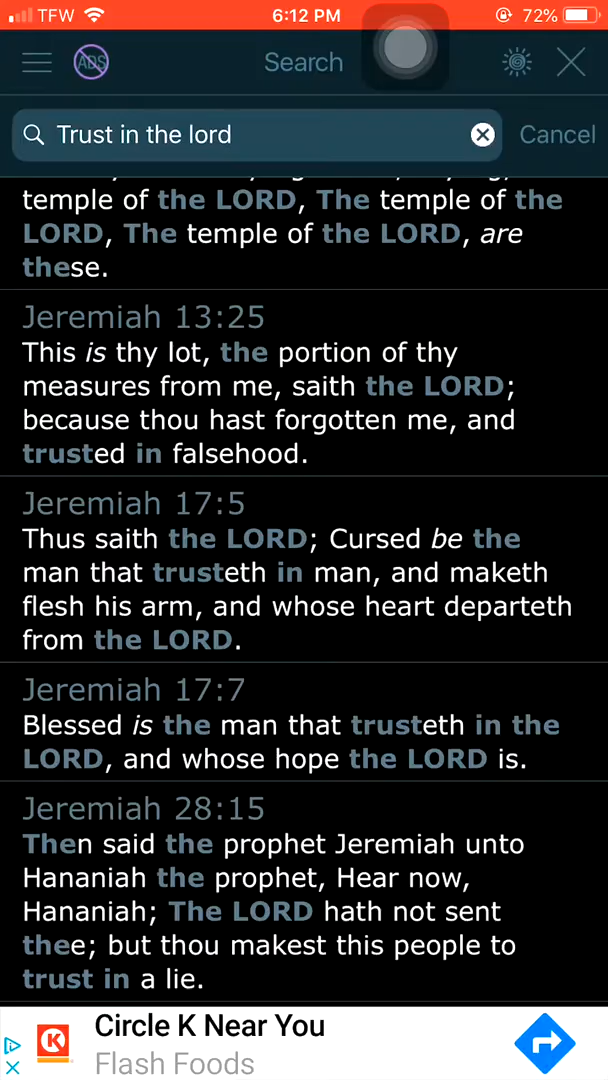 TFW 6:12 PM 72%
ADS Search
Trust in the lord Cancel
temple of the LORD, The temple of the
LORD, The temple of the LORD, are
these.
Jeremiah 13:25
This is thy lot, the portion of thy
measures from me, saith the LORD;
because thou hast forgotten me, and
trusted in falsehood.
Jeremiah 17:5
Thus saith the LORD; Cursed be the
man that trusteth in man, and maketh
flesh his arm, and whose heart departeth
from the LORD.
Jeremiah 17:7
Blessed is the man that trusteth in the
LORD, and whose hope the LORD is.
Jeremiah 28:15
Then said the prophet Jeremiah unto
Hananiah the prophet, Hear now,
Hananiah; The LORD hath not sent
thee; but thou makest this people to
trust in a lie.
Circle K Near You
Flash Foods